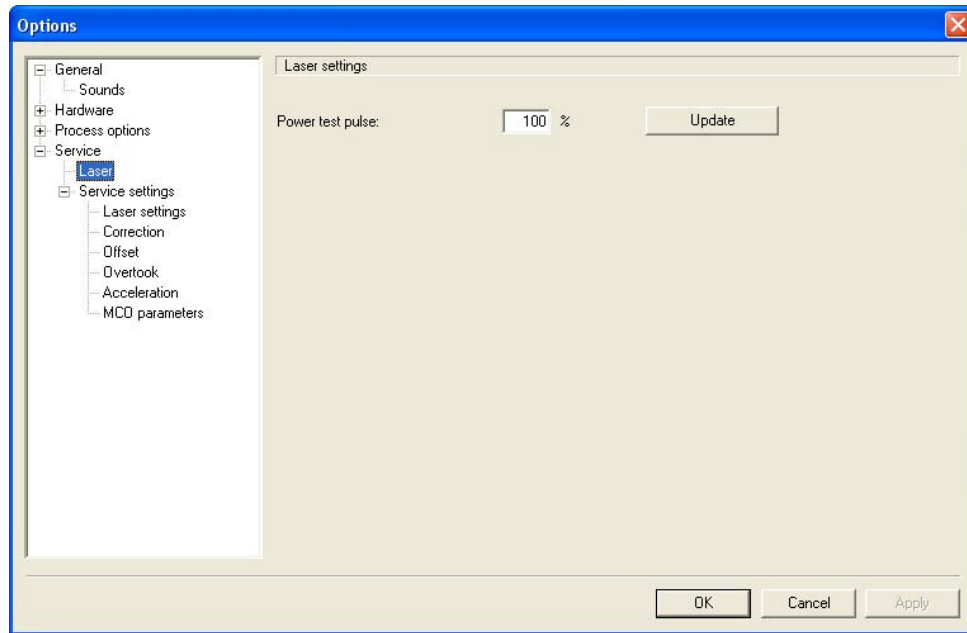 Options
General
Sounds
Hardware
Process options
Service
Laser
Service settings
Laser settings
Correction
Offset
Overtook
Acceleration
MCO parameters
Laser settings
Power test pulse: 100 % Update
OK Cancel Apply